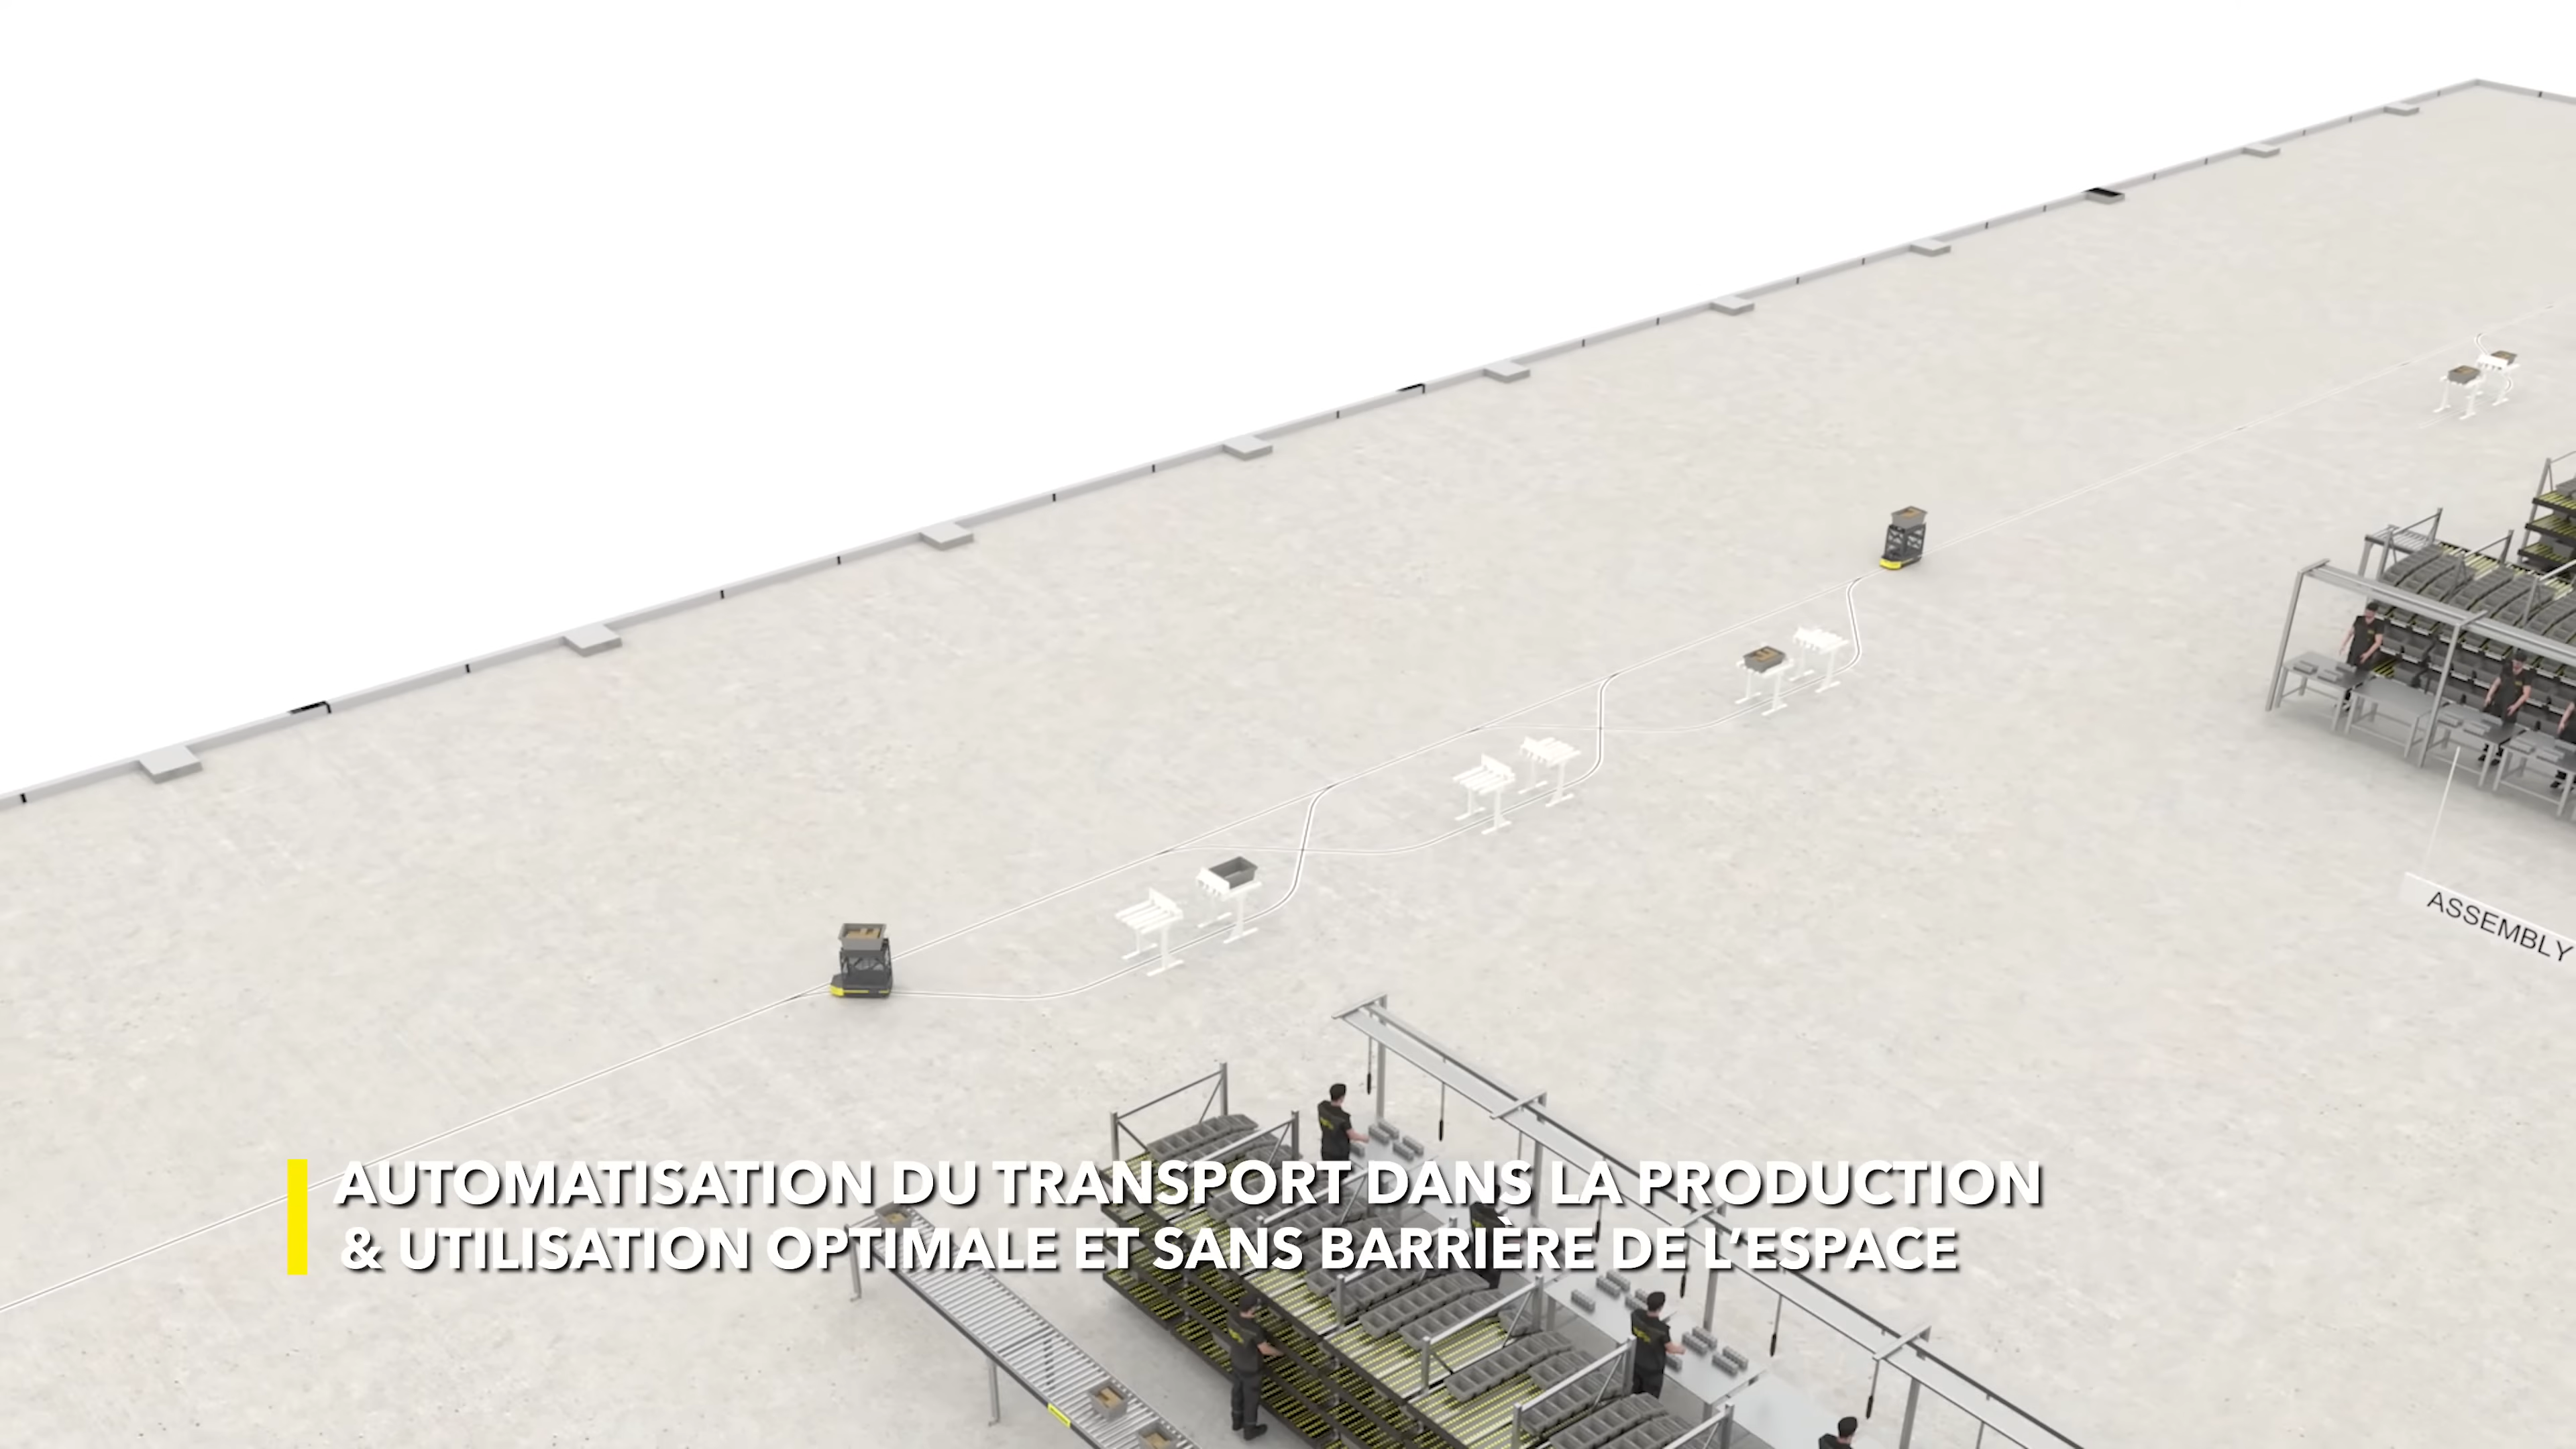 ASSEMBLY
AUTOMATISATION DU TRANSPORT DANS LA PRODUCTION
& UTILISATION OPTIMALE ET SANS BARRIÈRE DE L'ESPACE